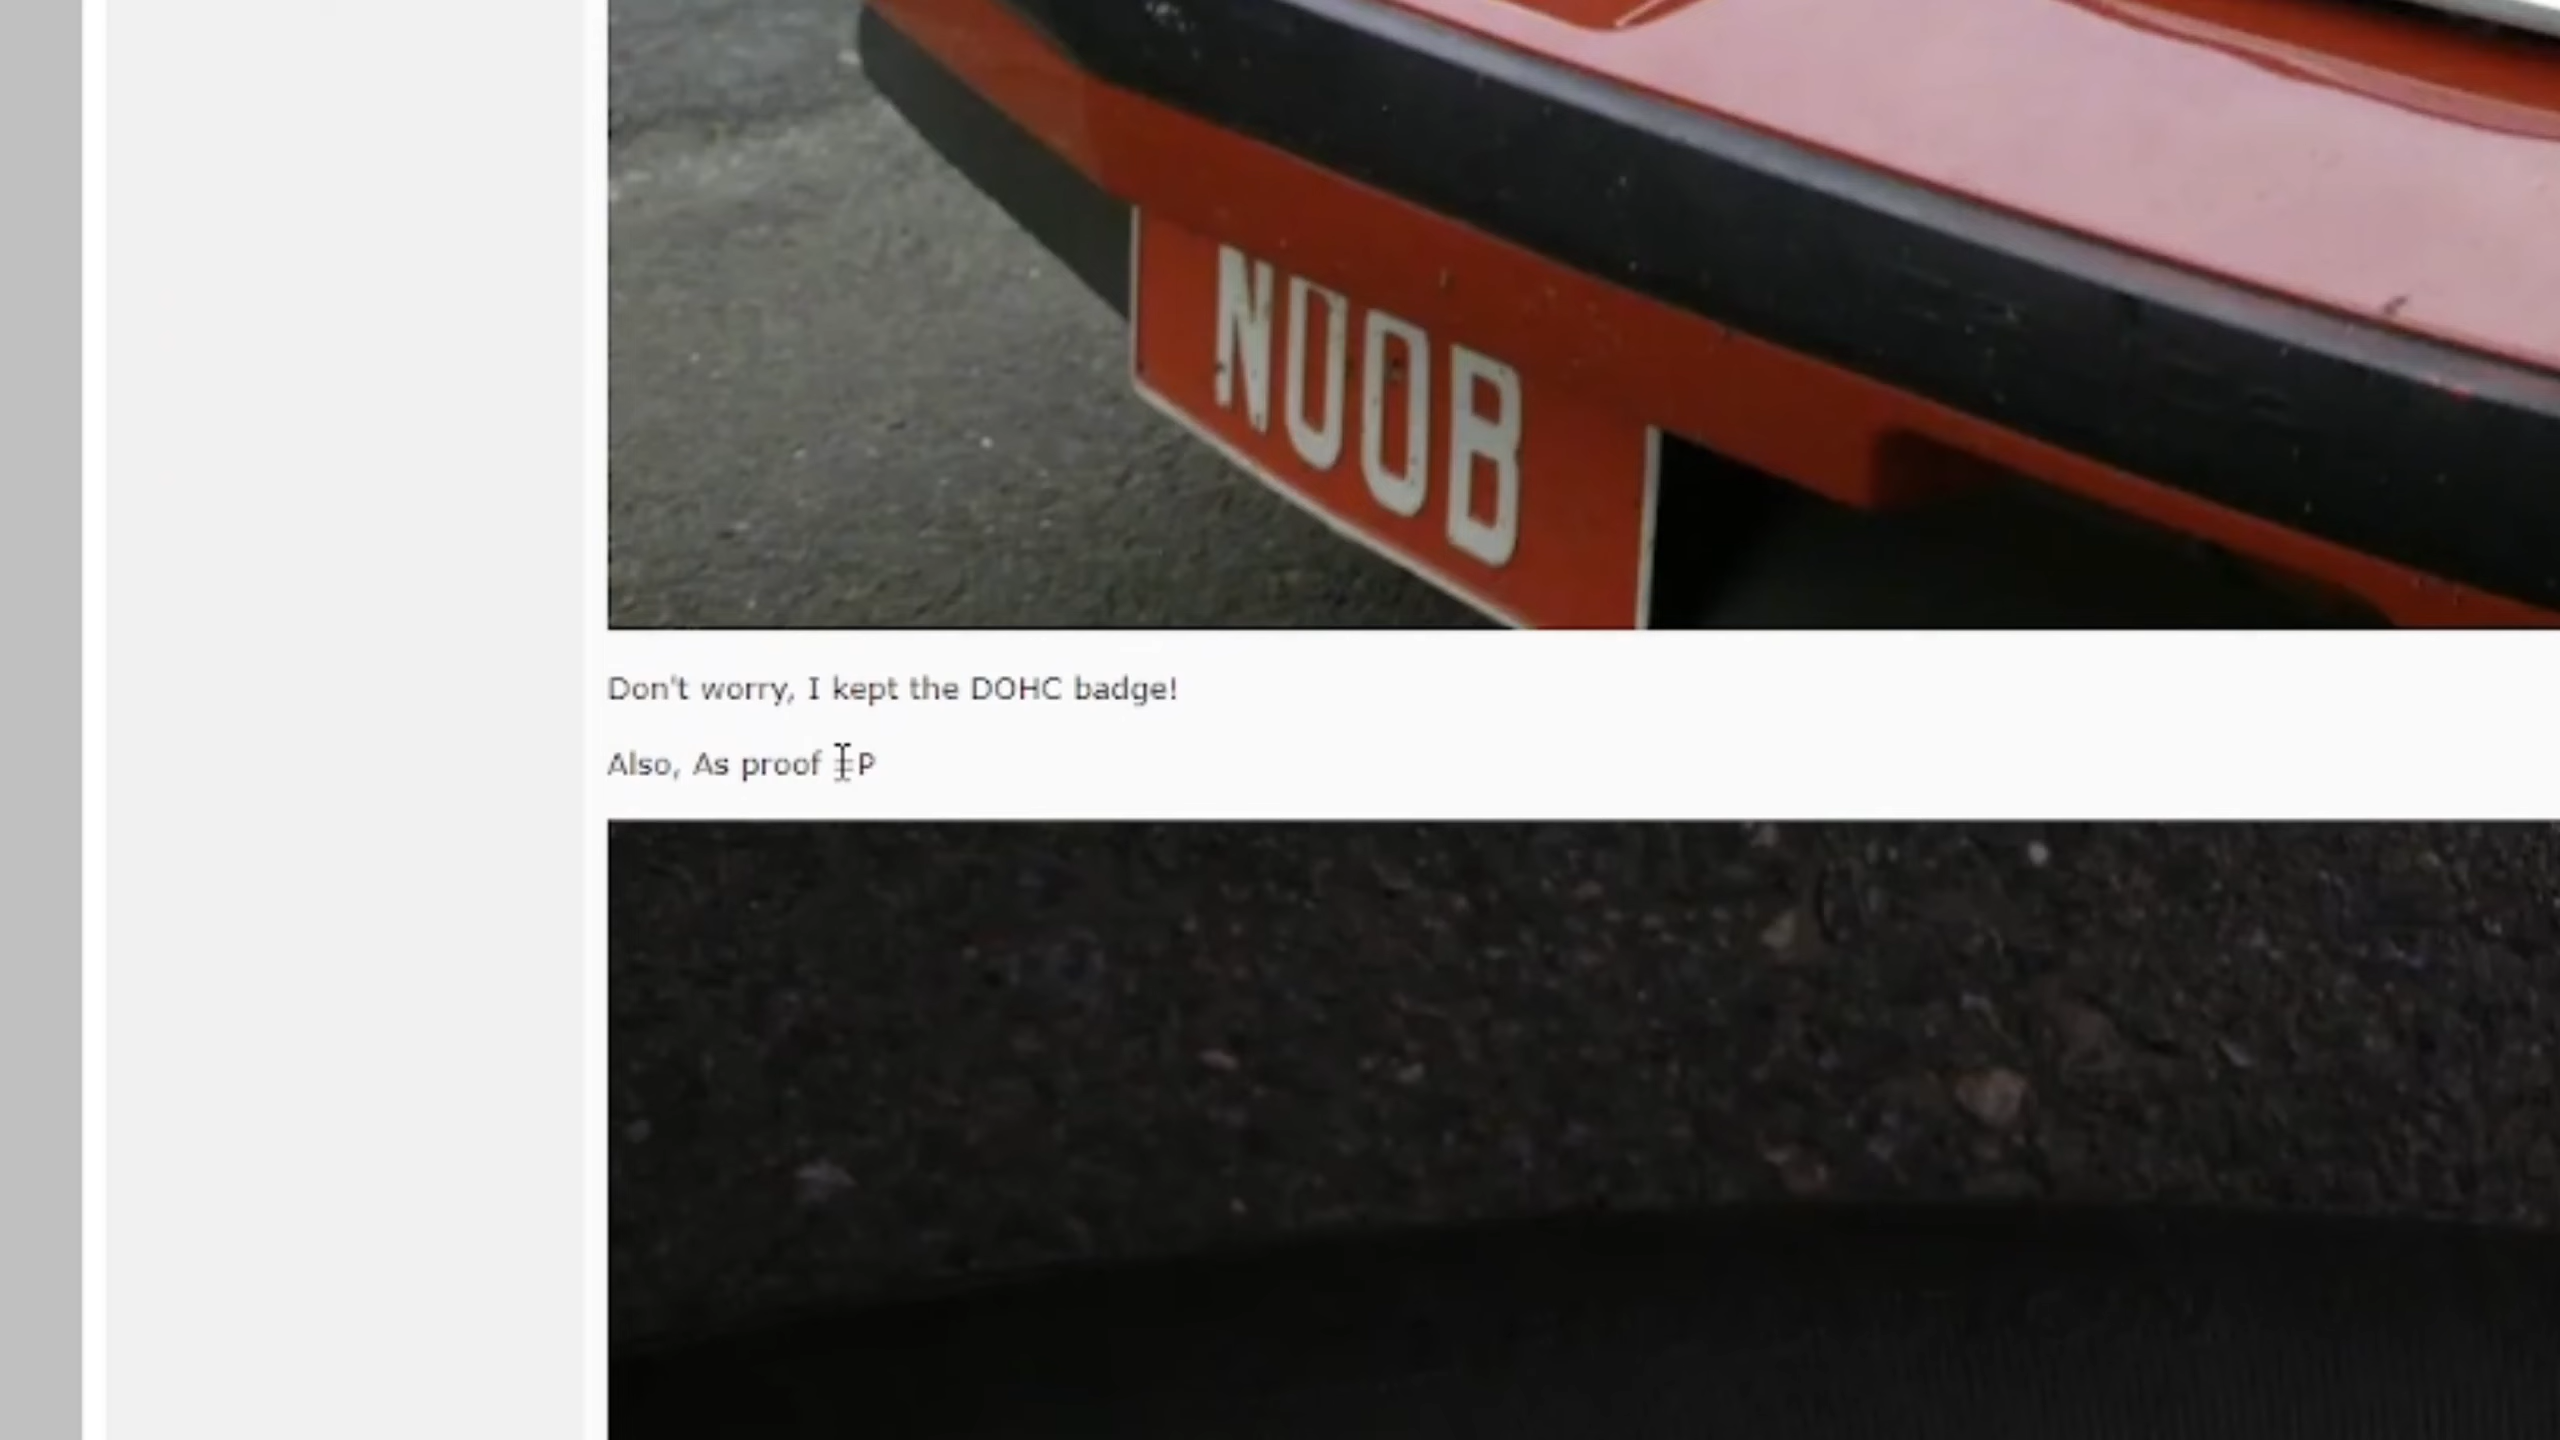 NUOB
Don't worry, I kept the DOHC badge!
Also, As proof =P